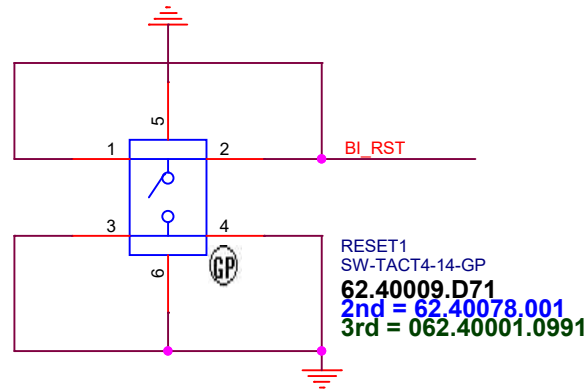 5
1
2
BI_RST
3
4
6
GP
RESET1
SW-TACT4-14-GP
62.40009.D71
2nd = 62.40078.001
3rd = 062.40001.0991